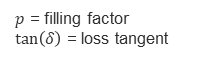 p = filling factor
tan(δ) = loss tangent